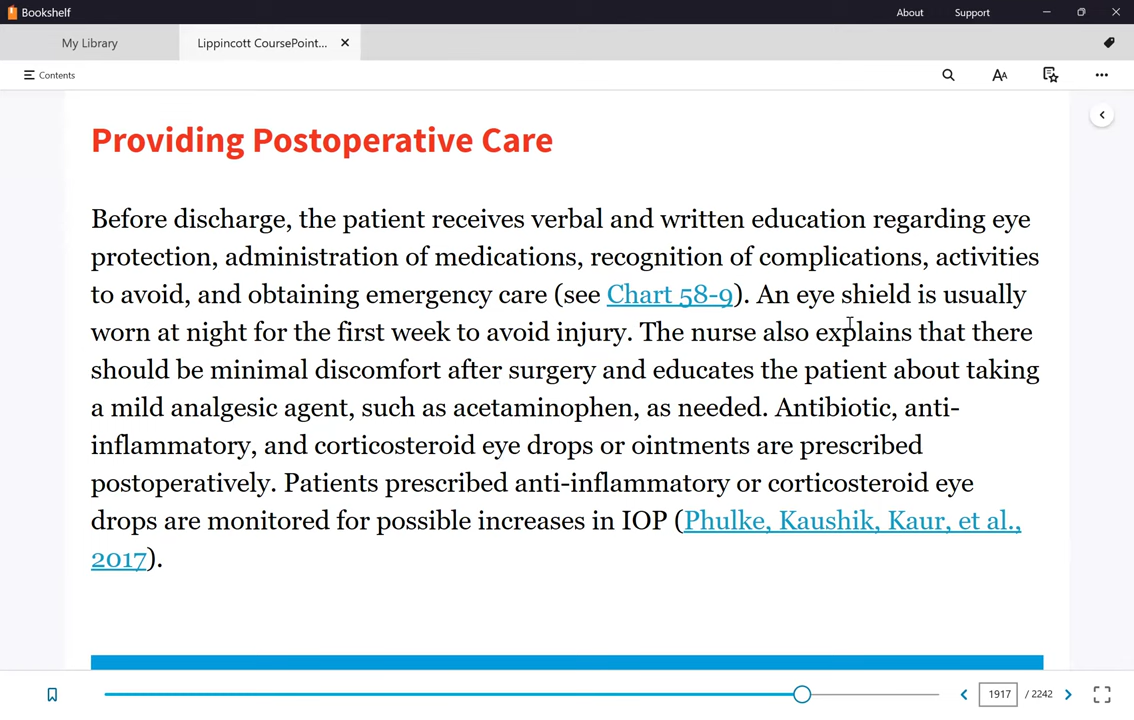 Bookshelf
About
Support
My Library
Lippincott CoursePoint...
Contents
Providing Postoperative Care
Before discharge, the patient receives verbal and written education regarding eye
protection, administration of medications, recognition of complications, activities
to avoid, and obtaining emergency care (see Chart 58-9). An eye shield is usually
worn at night for the first week to avoid injury. The nurse also explains that there
should be minimal discomfort after surgery and educates the patient about taking
a mild analgesic agent, such as acetaminophen, as needed. Antibiotic, anti-
inflammatory, and corticosteroid eye drops or ointments are prescribed
postoperatively. Patients prescribed anti-inflammatory or corticosteroid eye
drops are monitored for possible increases in IOP (Phulke, Kaushik, Kaur, et al.,
2017).
1917 / 2242